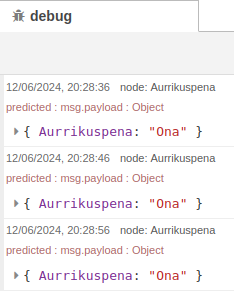 debug
12/06/2024, 20:28:36 node: Aurrikuspena
predicted : msg.payload : Object
{ Aurrikuspena: "Ona" }
12/06/2024, 20:28:46 node: Aurrikuspena
predicted : msg.payload : Object
{ Aurrikuspena: "Ona" }
12/06/2024, 20:28:56 node: Aurrikuspena
predicted : msg.payload : Object
{ Aurrikuspena: "Ona" }